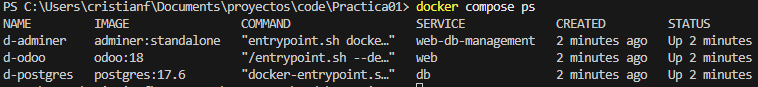 PS C:\Users\cristianf\Documents\proyectos\code\Practica01> docker compose ps
NAME IMAGE COMMAND SERVICE CREATED STATUS
d-adminer adminer:standalone "entrypoint.sh docke…" web-db-management 2 minutes ago Up 2 minutes
d-odoo odoo:18 "/entrypoint.sh --de…" web 2 minutes ago Up 2 minutes
d-postgres postgres:17.6 "docker-entrypoint.s…" db 2 minutes ago Up 2 minutes